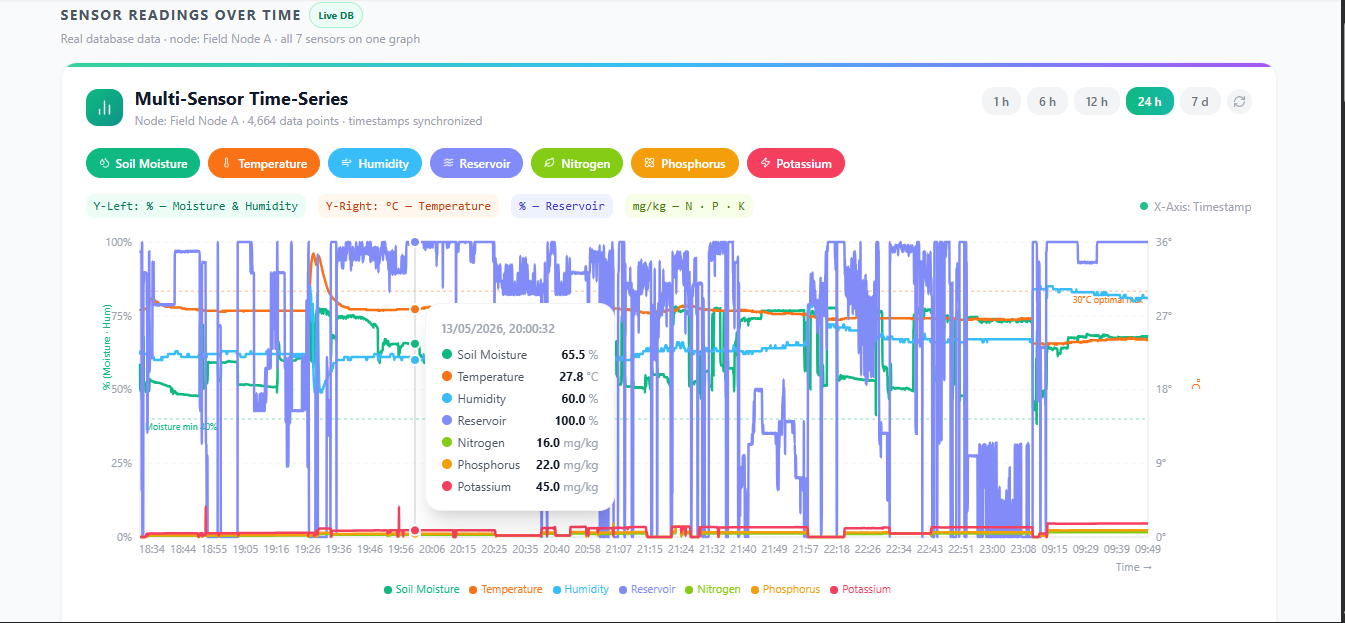 SENSOR READINGS OVER TIME Live DB
Real database data · node: Field Node A · all 7 sensors on one graph
Multi-Sensor Time-Series
Node: Field Node A · 4,664 data points · timestamps synchronized
1 h 6 h 12 h 24 h 7 d
Soil Moisture Temperature Humidity Reservoir Nitrogen Phosphorus Potassium
Y-Left: % — Moisture & Humidity Y-Right: °C — Temperature % — Reservoir mg/kg — N · P · K
X-Axis: Timestamp
100%
75%
50%
25%
0%
% (Moisture · Hum)
Moisture min 40%
36°
27°
18°
9°
0°
°C
30°C optimal
13/05/2026, 20:00:32
Soil Moisture 65.5 %
Temperature 27.8 °C
Humidity 60.0 %
Reservoir 100.0 %
Nitrogen 16.0 mg/kg
Phosphorus 22.0 mg/kg
Potassium 45.0 mg/kg
18:34 18:44 18:55 19:05 19:16 19:26 19:36 19:46 19:56 20:06 20:15 20:25 20:35 20:40 20:58 21:07 21:15 21:24 21:32 21:40 21:49 21:57 22:18 22:26 22:34 22:43 22:51 23:00 23:08 09:15 09:29 09:39 09:49
Time →
Soil Moisture Temperature Humidity Reservoir Nitrogen Phosphorus Potassium